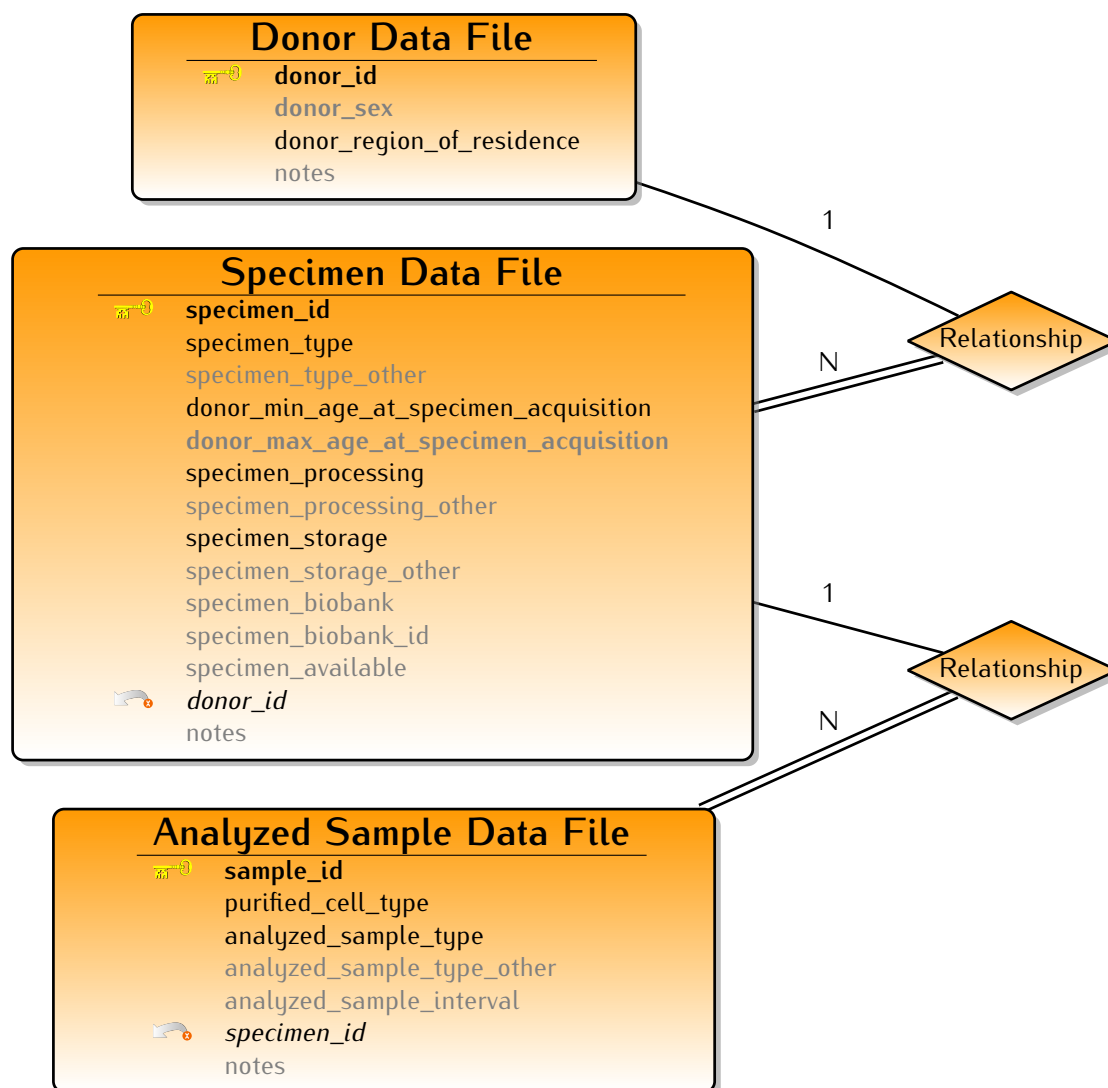 Donor Data File
donor_id
donor_sex
donor_region_of_residence
notes
1
Specimen Data File
specimen_id
specimen_type
specimen_type_other
donor_min_age_at_specimen_acquisition
donor_max_age_at_specimen_acquisition
specimen_processing
specimen_processing_other
specimen_storage
specimen_storage_other
specimen_biobank
specimen_biobank_id
specimen_available
donor_id
notes
Relationship
N
1
Relationship
N
Analyzed Sample Data File
sample_id
purified_cell_type
analyzed_sample_type
analyzed_sample_type_other
analyzed_sample_interval
specimen_id
notes